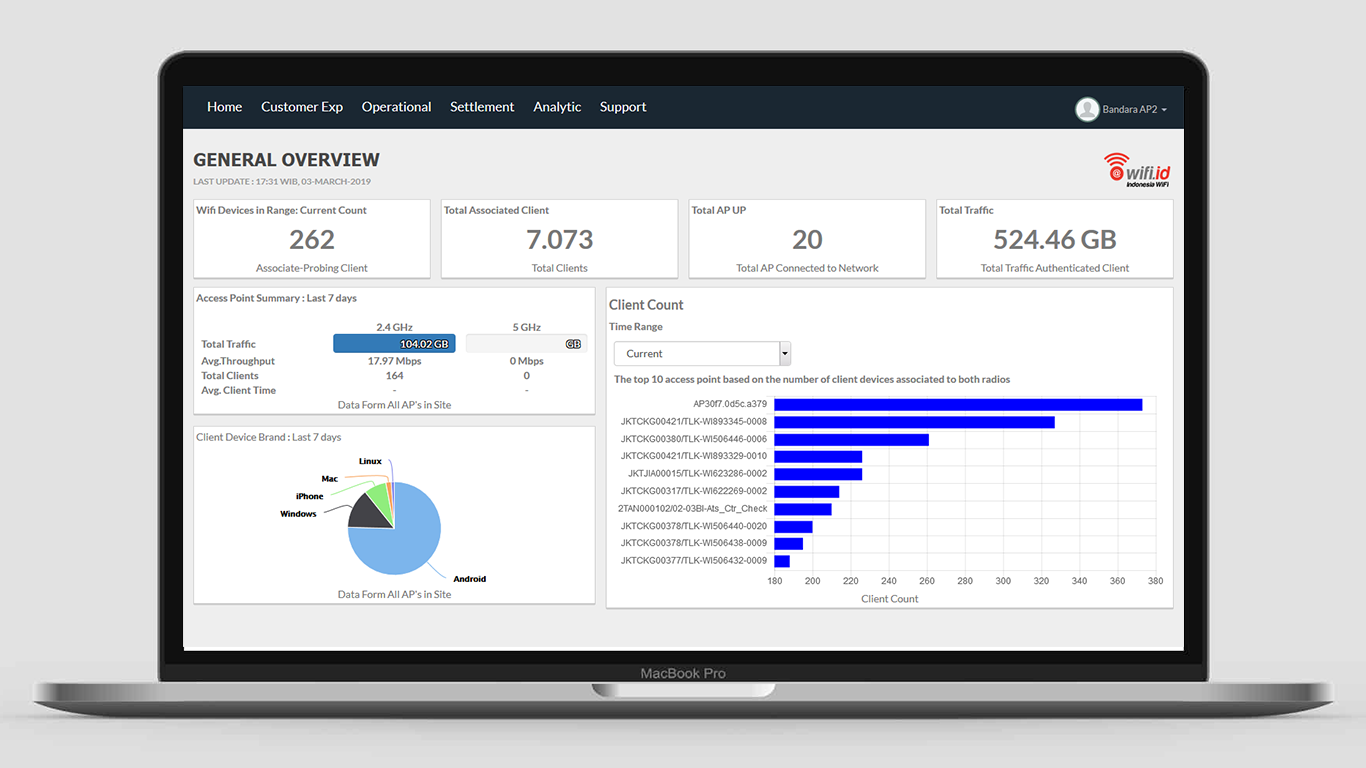 Home Customer Exp Operational Settlement Analytic Support Bandara AP2
GENERAL OVERVIEW
LAST UPDATE : 17:31 WIB, 03-MARCH-2019
@wifi.id
Indonesia WiFi
Wifi Devices in Range: Current Count
262
Associate-Probing Client
Total Associated Client
7.073
Total Clients
Total AP UP
20
Total AP Connected to Network
Total Traffic
524.46 GB
Total Traffic Authenticated Client
Access Point Summary : Last 7 days
2.4 GHz 5 GHz
Total Traffic 104.02 GB GB
Avg.Throughput 17.97 Mbps 0 Mbps
Total Clients 164 0
Avg. Client Time - -
Data Form All AP's in Site
Client Device Brand : Last 7 days
Linux
Mac
iPhone
Windows
Android
Data Form All AP's in Site
Client Count
Time Range
Current
The top 10 access point based on the number of client devices associated to both radios
AP30f7.0d5c.a379
JKTCKG00421/TLK-WI893345-0008
JKTCKG00380/TLK-WI506446-0006
JKTCKG00421/TLK-WI893329-0010
JKTJIA00015/TLK-WI623286-0002
JKTCKG00317/TLK-WI622269-0002
2TAN000102/02-03BI-Ats_Ctr_Check
JKTCKG00378/TLK-WI506440-0020
JKTCKG00378/TLK-WI506438-0009
JKTCKG00377/TLK-WI506432-0009
180 200 220 240 260 280 300 320 340 360 380
Client Count
MacBook Pro